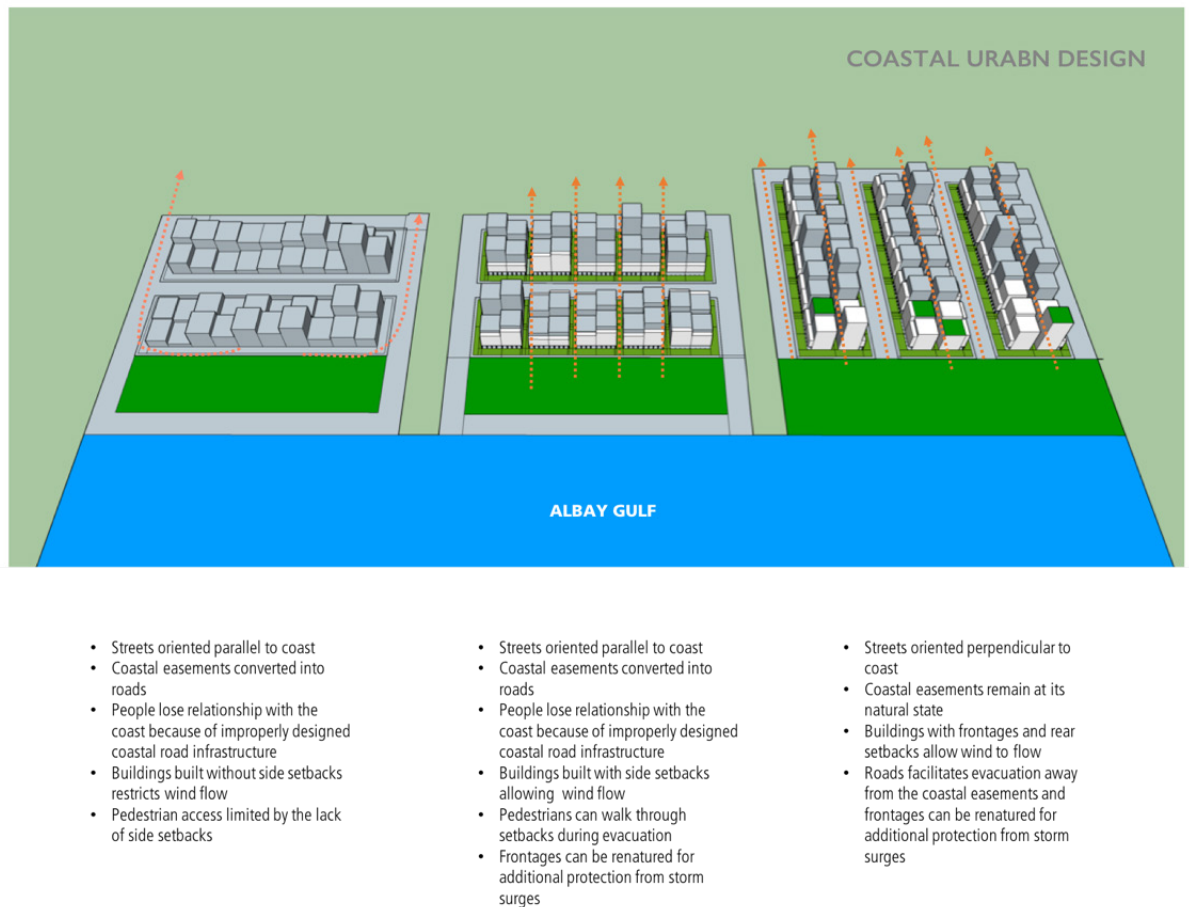 COASTAL URABN DESIGN
ALBAY GULF
• Streets oriented parallel to coast
• Coastal easements converted into
roads
• People lose relationship with the
coast because of improperly designed
coastal road infrastructure
• Buildings built without side setbacks
restricts wind flow
• Pedestrian access limited by the lack
of side setbacks
• Streets oriented parallel to coast
• Coastal easements converted into
roads
• People lose relationship with the
coast because of improperly designed
coastal road infrastructure
• Buildings built with side setbacks
allowing wind flow
• Pedestrians can walk through
setbacks during evacuation
• Frontages can be renatured for
additional protection from storm
surges
• Streets oriented perpendicular to
coast
• Coastal easements remain at its
natural state
• Buildings with frontages and rear
setbacks allow wind to flow
• Roads facilitates evacuation away
from the coastal easements and
frontages can be renatured for
additional protection from storm
surges